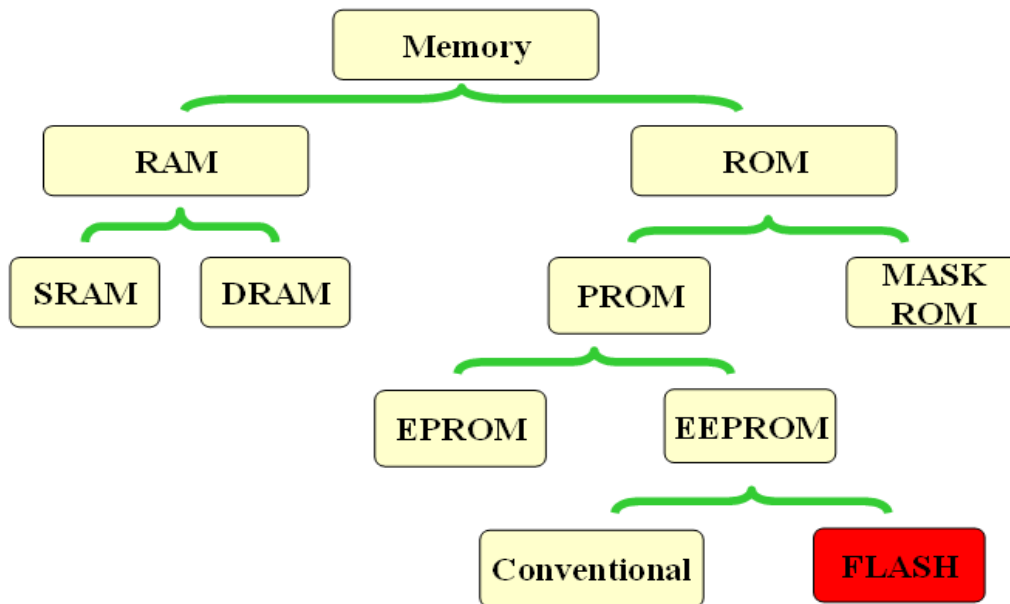 Memory
RAM
ROM
SRAM
DRAM
PROM
MASK
ROM
EPROM
EEPROM
Conventional
FLASH